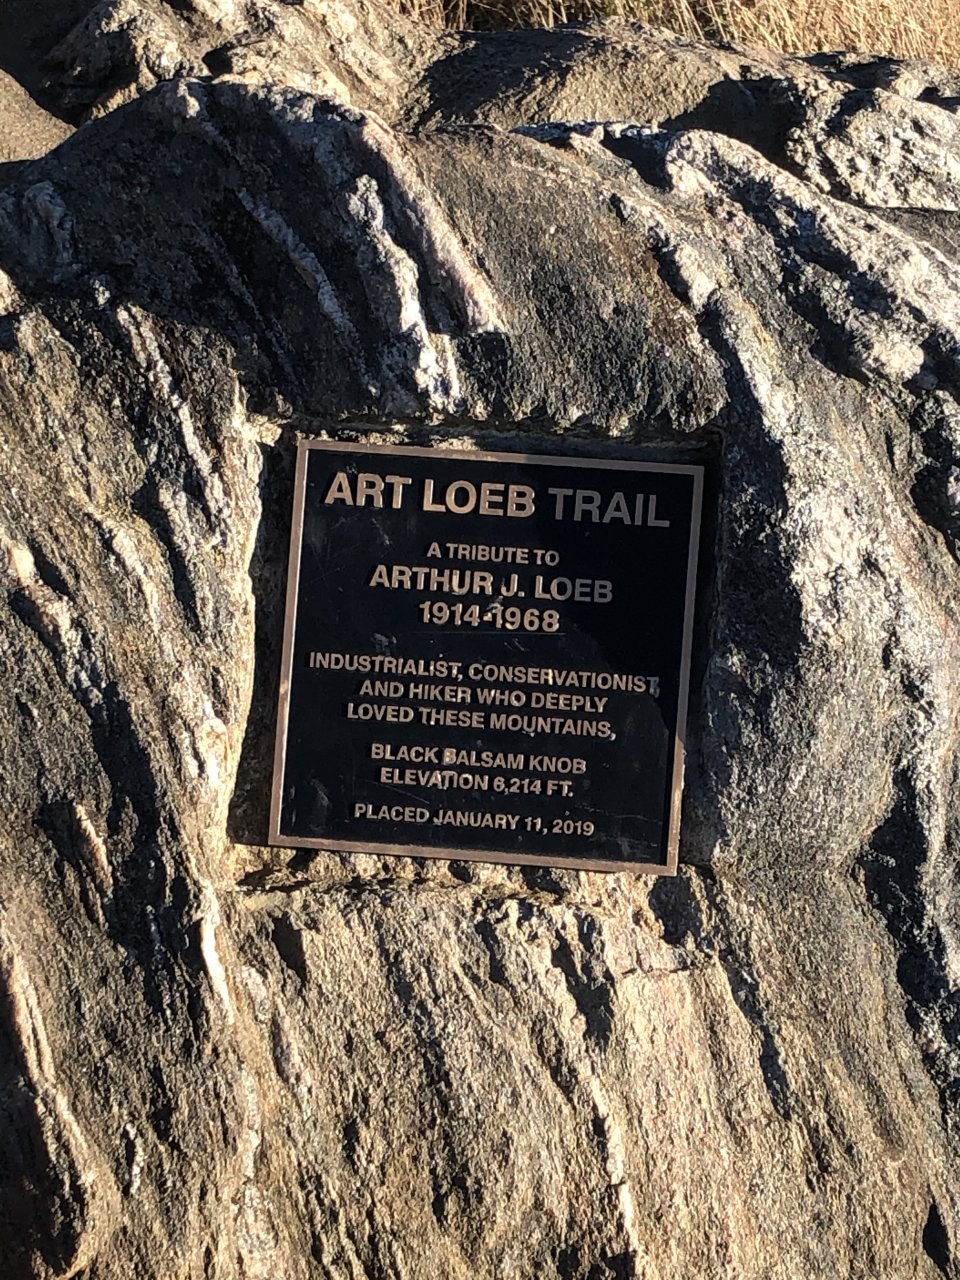 ART LOEB TRAIL
A TRIBUTE TO
ARTHUR J. LOEB
1914-1968
INDUSTRIALIST, CONSERVATIONIST,
AND HIKER WHO DEEPLY
LOVED THESE MOUNTAINS,
BLACK BALSAM KNOB
ELEVATION 6,214 FT.
PLACED JANUARY 11, 2019